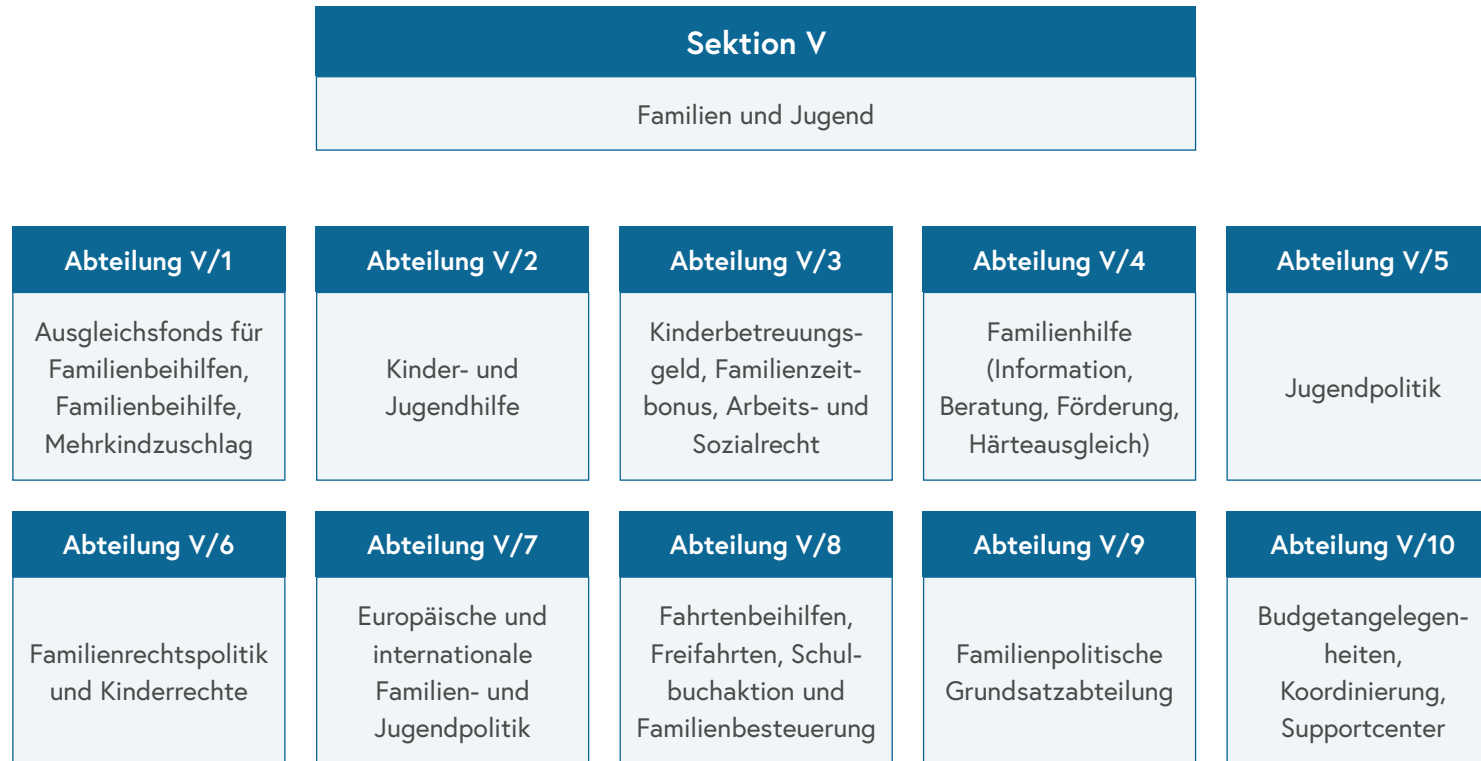 Sektion V
Familien und Jugend
Abteilung V/1
Ausgleichsfonds für
Familienbeihilfen,
Familienbeihilfe,
Mehrkindzuschlag
Abteilung V/2
Kinder- und
Jugendhilfe
Abteilung V/3
Kinderbetreuungs-
geld, Familienzeit-
bonus, Arbeits- und
Sozialrecht
Abteilung V/4
Familienhilfe
(Information,
Beratung, Förderung,
Härteausgleich)
Abteilung V/5
Jugendpolitik
Abteilung V/6
Familienrechtspolitik
und Kinderrechte
Abteilung V/7
Europäische und
internationale
Familien- und
Jugendpolitik
Abteilung V/8
Fahrtenbeihilfen,
Freifahrten, Schul-
buchaktion und
Familienbesteuerung
Abteilung V/9
Familienpolitische
Grundsatzabteilung
Abteilung V/10
Budgetangelegen-
heiten,
Koordinierung,
Supportcenter